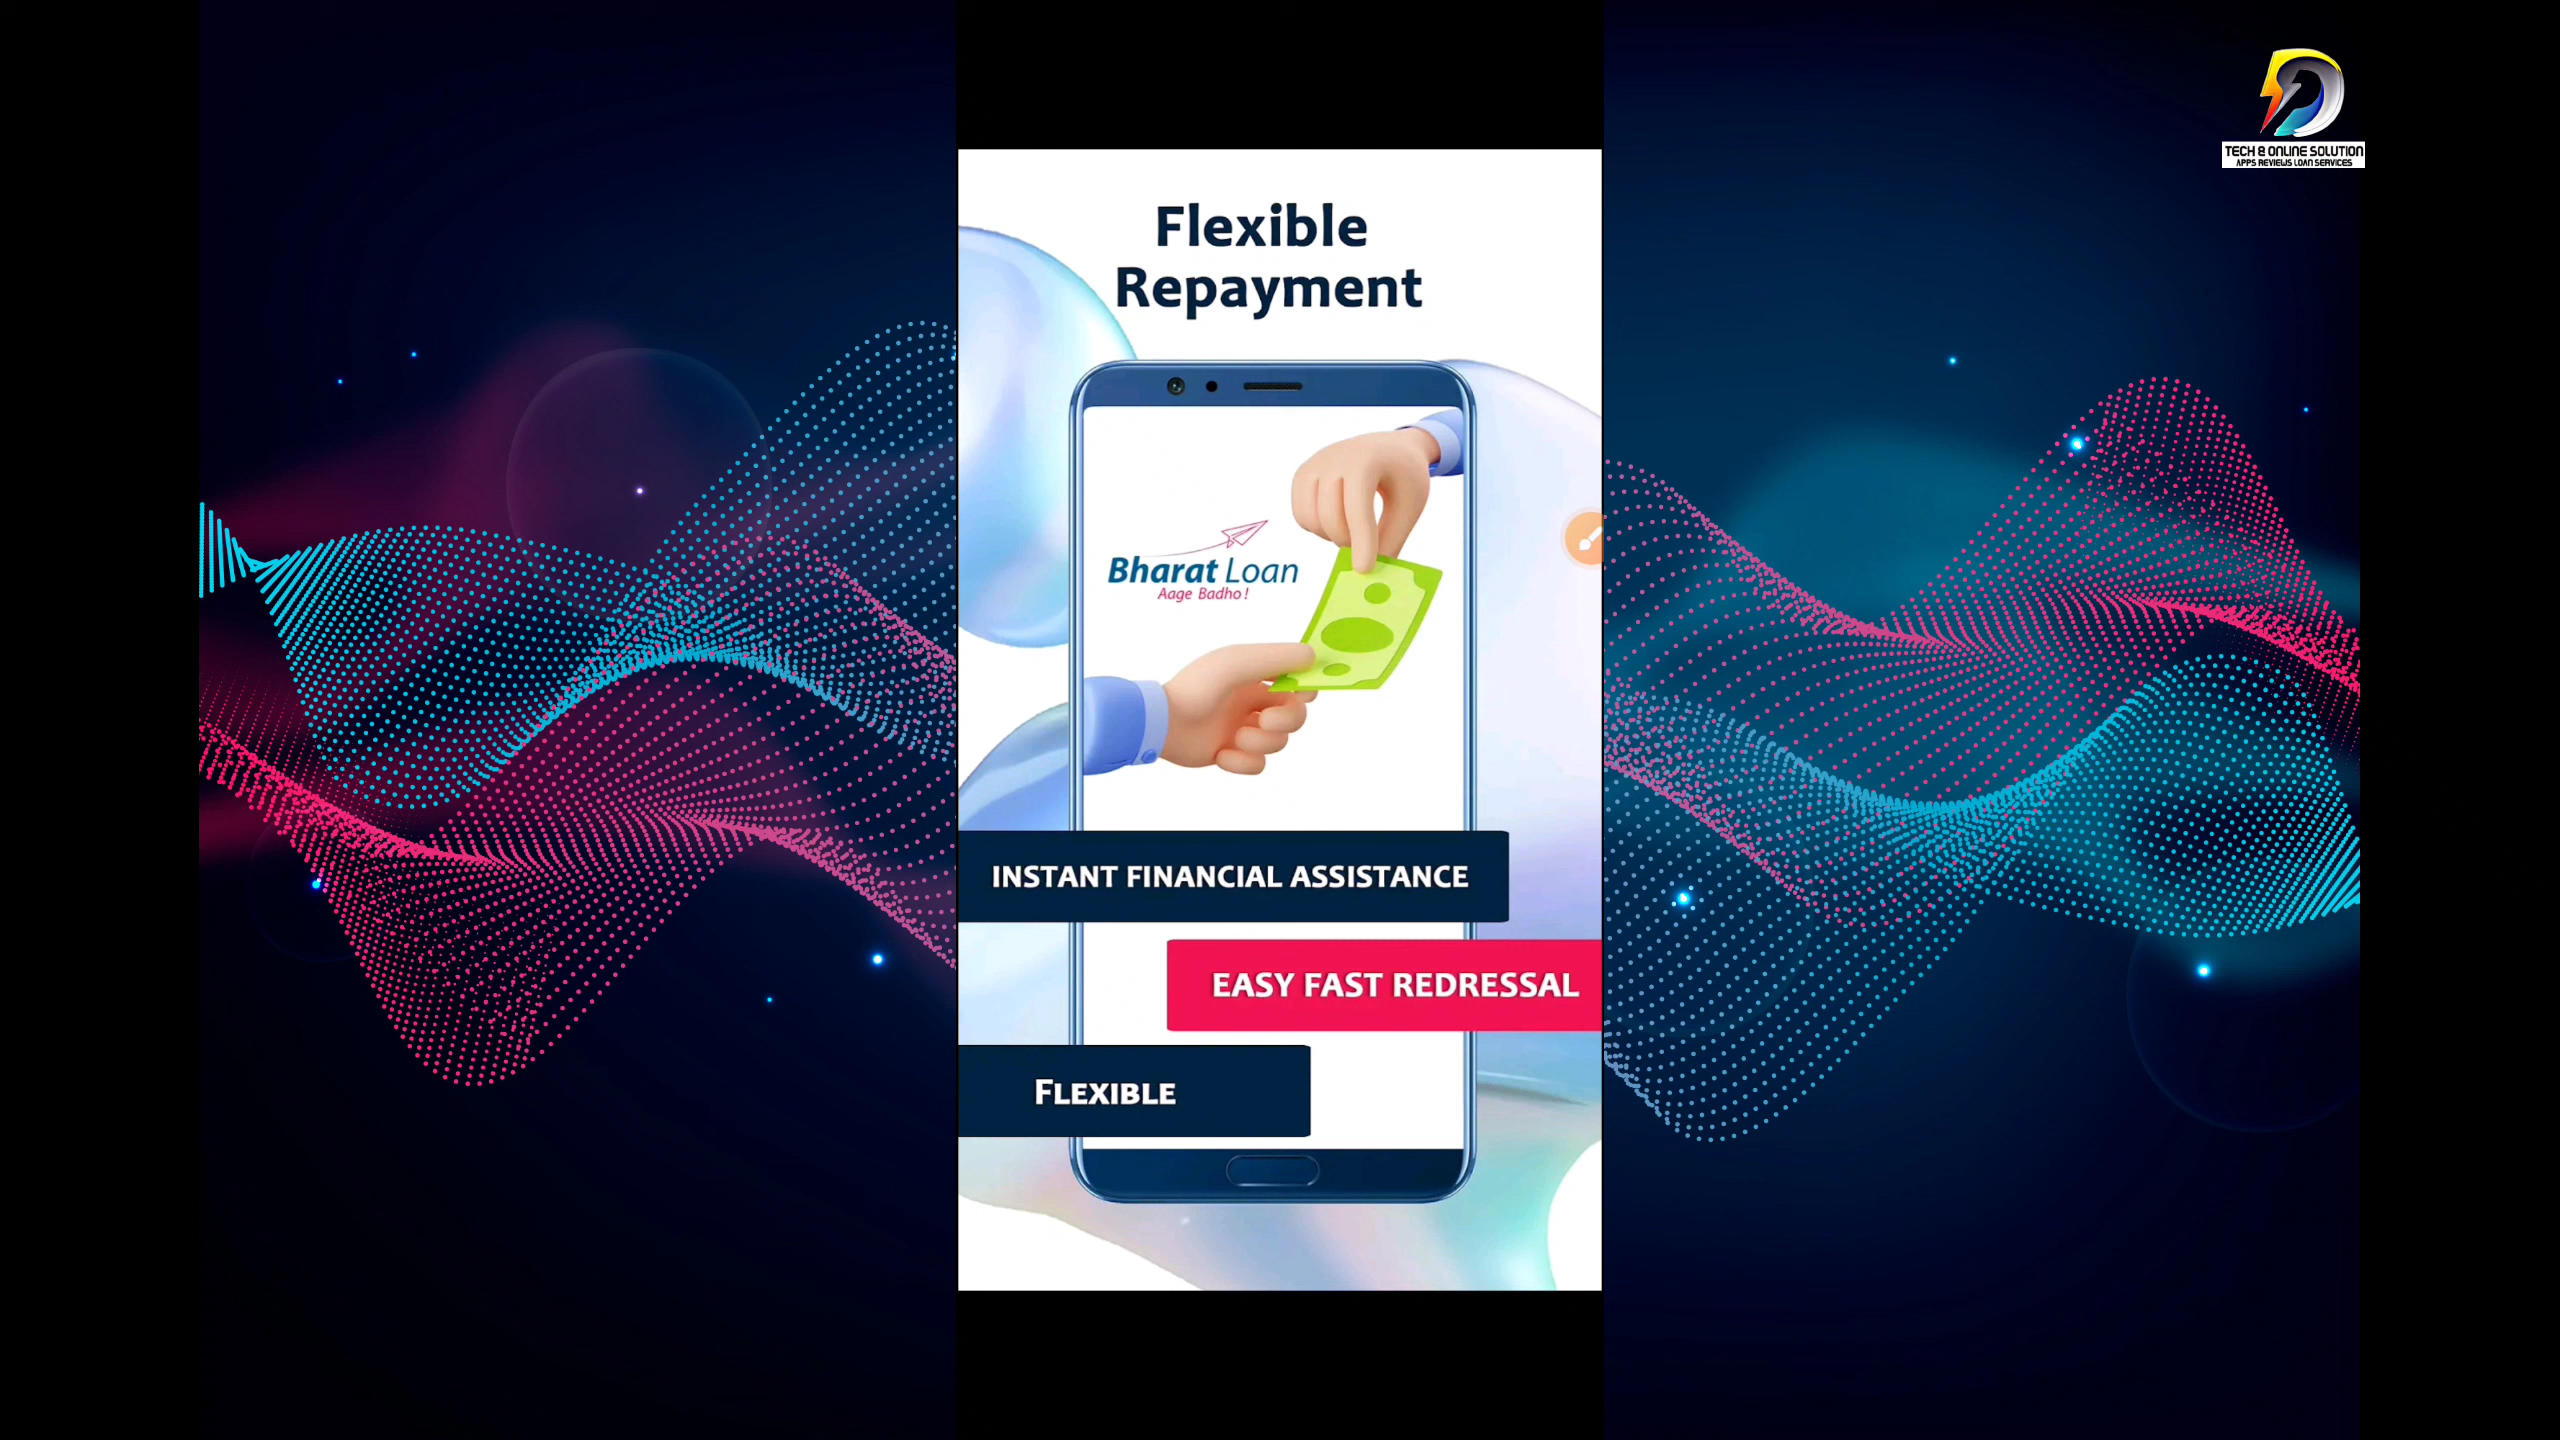 TECH & ONLINE SOLUTION
APPS REVIEWS LOAN SERVICES
Flexible
Repayment
Bharat Loan
Aage Badho!
INSTANT FINANCIAL ASSISTANCE
EASY FAST REDRESSAL
FLEXIBLE